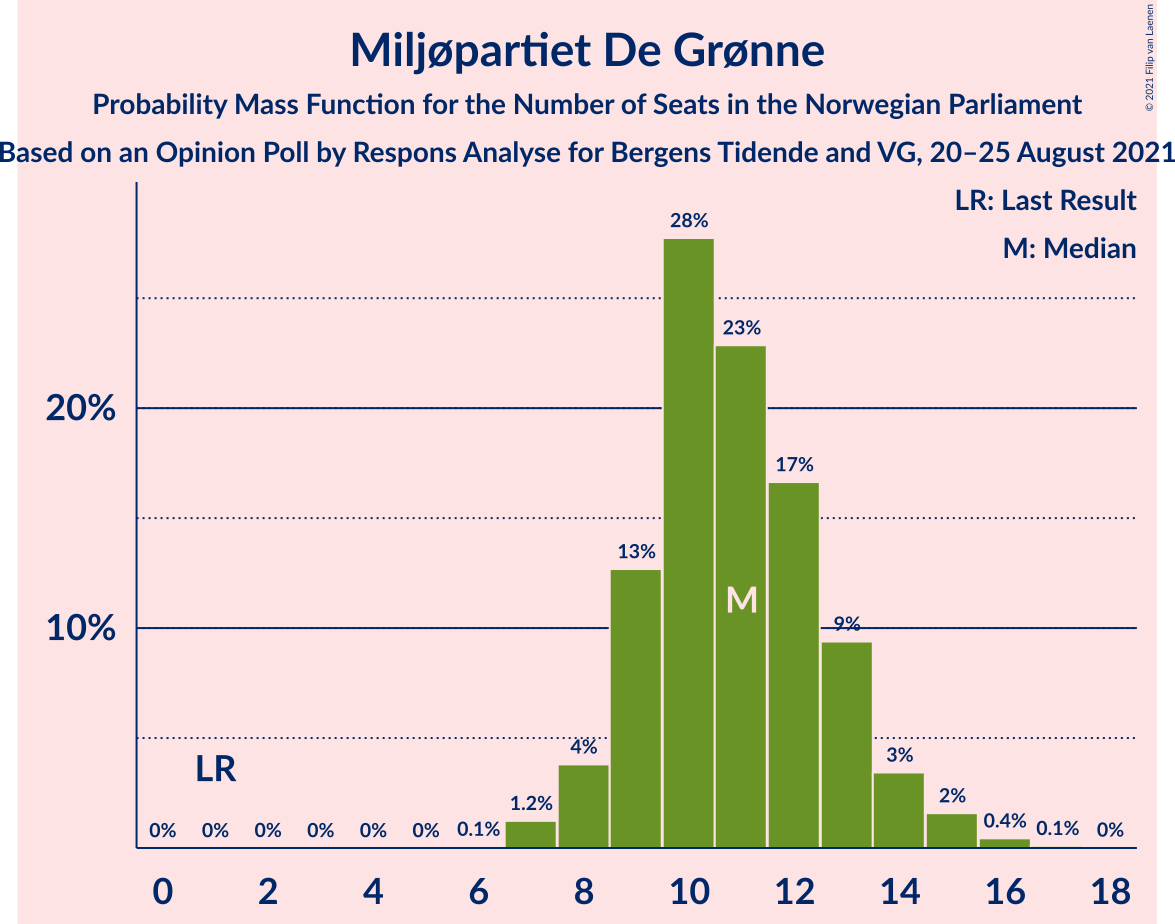 Miljøpartiet De Grønne
Probability Mass Function for the Number of Seats in the Norwegian Parliament
Based on an Opinion Poll by Respons Analyse for Bergens Tidende and VG, 20–25 August 2021
© 2021 Filip van Laenen
LR: Last Result
M: Median
28%
23%
20%
17%
13%
M
10%
9%
4%
3%
LR
1.2%
2%
0% 0% 0% 0% 0% 0% 0.1% 0.4% 0.1% 0%
0 2 4 6 8 10 12 14 16 18